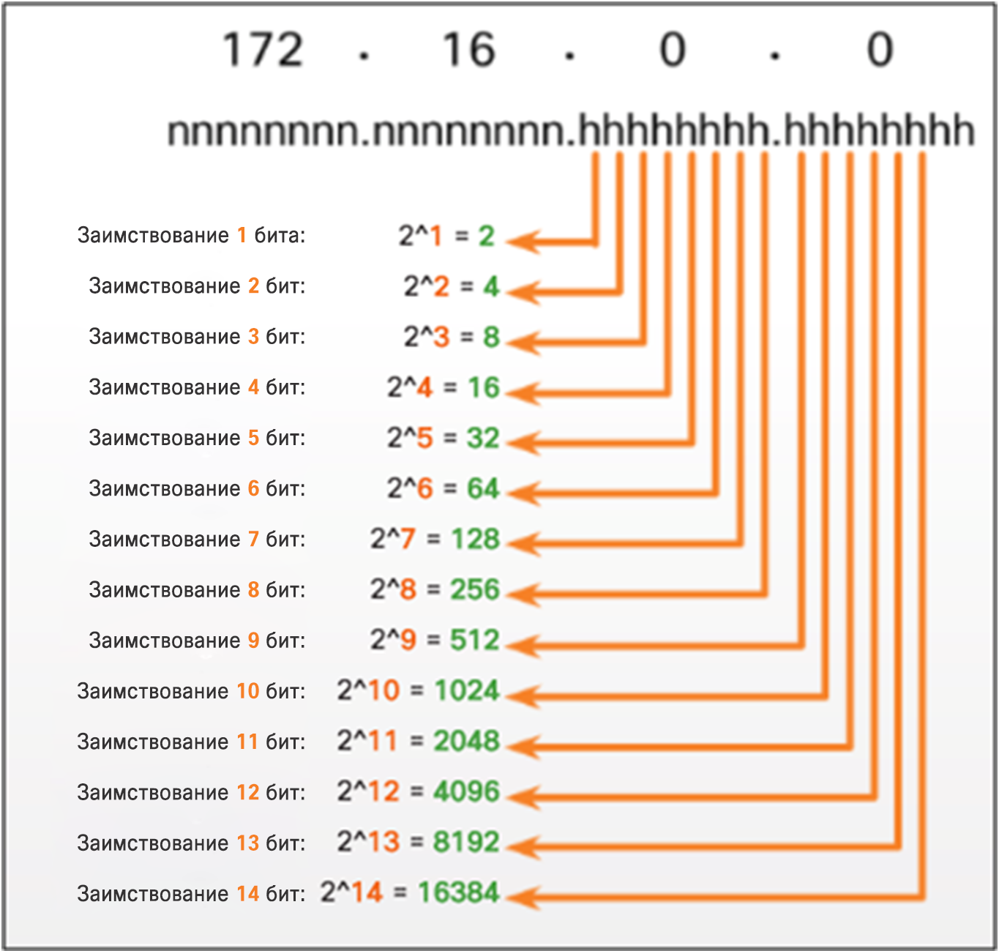 172 . 16 . 0 . 0
nnnnnnnn.nnnnnnnn.hhhhhhhh.hhhhhhhh
Заимствование 1 бита: 2^1 = 2
Заимствование 2 бит: 2^2 = 4
Заимствование 3 бит: 2^3 = 8
Заимствование 4 бит: 2^4 = 16
Заимствование 5 бит: 2^5 = 32
Заимствование 6 бит: 2^6 = 64
Заимствование 7 бит: 2^7 = 128
Заимствование 8 бит: 2^8 = 256
Заимствование 9 бит: 2^9 = 512
Заимствование 10 бит: 2^10 = 1024
Заимствование 11 бит: 2^11 = 2048
Заимствование 12 бит: 2^12 = 4096
Заимствование 13 бит: 2^13 = 8192
Заимствование 14 бит: 2^14 = 16384